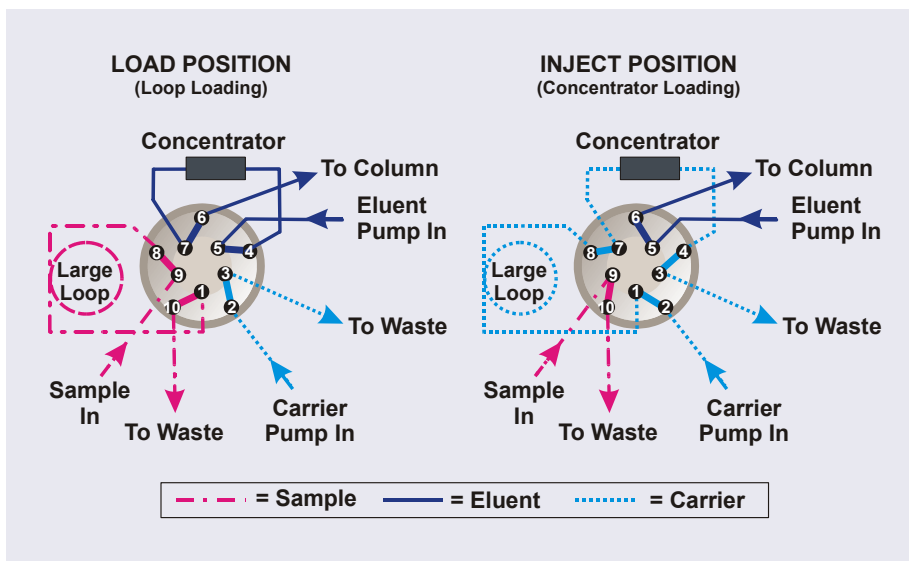 LOAD POSITION
(Loop Loading)
Concentrator
To Column
6
Eluent
Pump In
7
5
4
8
9
3
Large
Loop
1
10
2
To Waste
Sample
In
To Waste
Carrier
Pump In
INJECT POSITION
(Concentrator Loading)
Concentrator
To Column
6
Eluent
Pump In
8
7
5
4
9
3
Large
Loop
1
10
2
To Waste
Sample
In
To Waste
Carrier
Pump In
= Sample
= Eluent
= Carrier